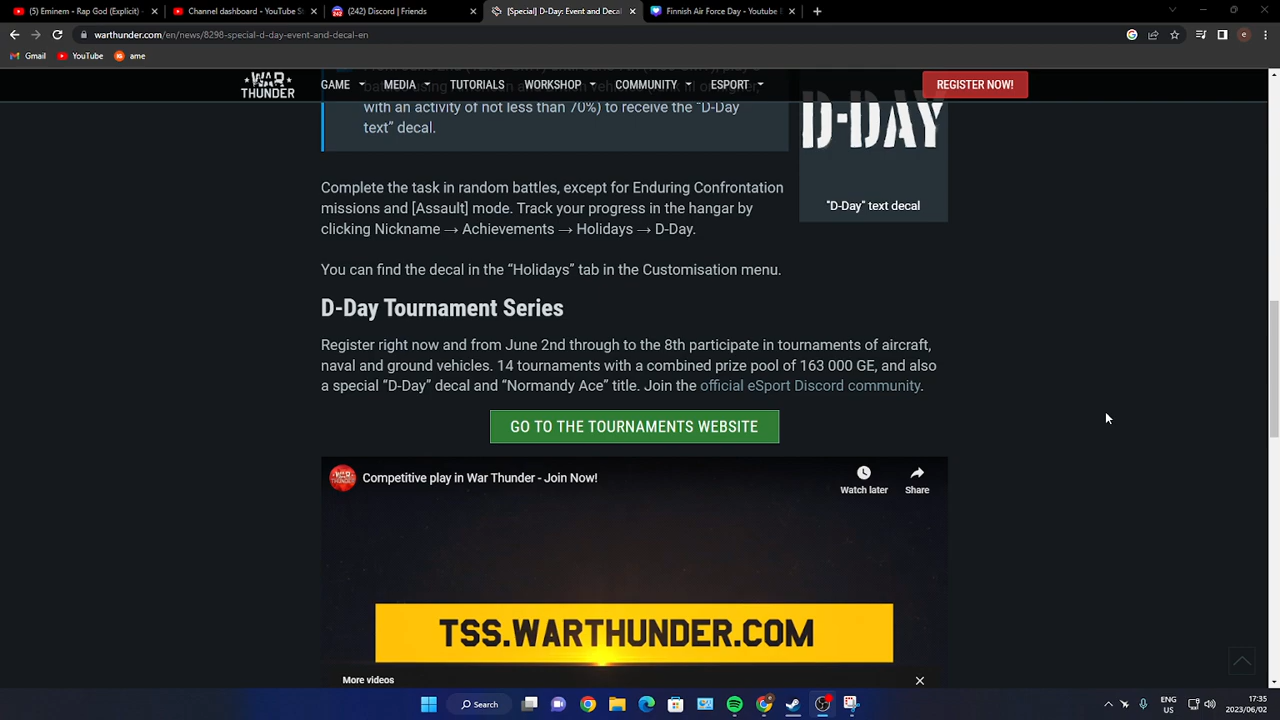 (5) Eminem - Rap God (Explicit) -
Channel dashboard - YouTube S
(242) Discord | Friends
[Special] D-Day: Event and Decal
Finnish Air Force Day - Youtube B
warthunder.com/en/news/8298-special-d-day-event-and-decal-en
Gmail
YouTube
ame
WAR THUNDER
GAME
MEDIA
TUTORIALS
WORKSHOP
COMMUNITY
ESPORT
REGISTER NOW!
with an activity of not less than 70%) to receive the “D-Day
text” decal.
D-DAY
"D-Day" text decal
Complete the task in random battles, except for Enduring Confrontation
missions and [Assault] mode. Track your progress in the hangar by
clicking Nickname → Achievements → Holidays → D-Day.
You can find the decal in the “Holidays” tab in the Customisation menu.
D-Day Tournament Series
Register right now and from June 2nd through to the 8th participate in tournaments of aircraft,
naval and ground vehicles. 14 tournaments with a combined prize pool of 163 000 GE, and also
a special “D-Day” decal and “Normandy Ace” title. Join the official eSport Discord community.
GO TO THE TOURNAMENTS WEBSITE
Competitive play in War Thunder - Join Now!
Watch later
Share
TSS.WARTHUNDER.COM
More videos
Search
ENG
US
17:35
2023/06/02